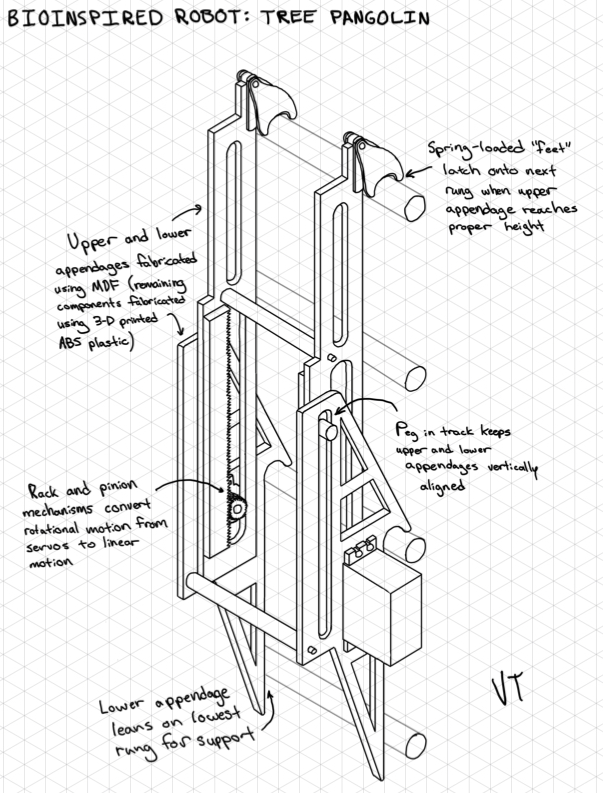 BIOINSPIRED ROBOT: TREE PANGOLIN
Spring-loaded "feet"
latch onto next
rung when upper
appendage reaches
proper height
Upper and lower
appendages fabricated
using MDF (remaining
components fabricated
using 3-D printed
ABS plastic)
Peg in track keeps
upper and lower
appendages vertically
aligned
Rack and pinion
mechanisms convert
rotational motion from
servos to linear
motion
Lower appendage
leans on lowest
rung for support
VT